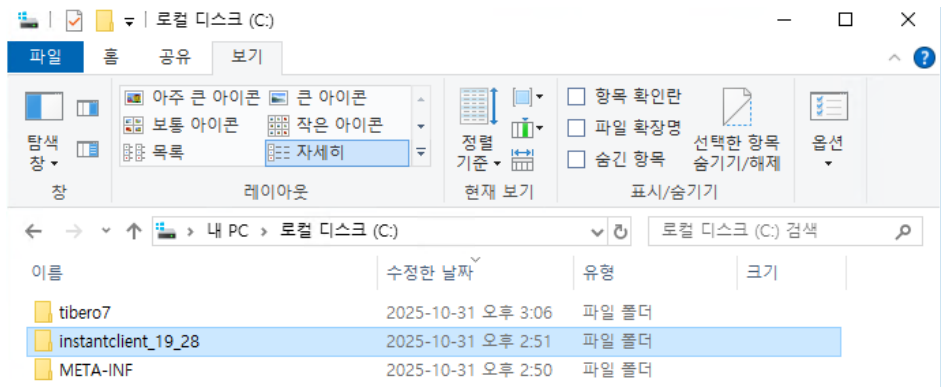 로컬 디스크 (C:)
파일 홈 공유 보기
아주 큰 아이콘 큰 아이콘
보통 아이콘 작은 아이콘
목록 자세히
탐색
창
정렬
기준
항목 확인란
파일 확장명
숨긴 항목
선택한 항목
숨기기/해제
옵션
창 레이아웃 현재 보기 표시/숨기기
내 PC 로컬 디스크 (C:) 로컬 디스크 (C:) 검색
이름 수정한 날짜 유형 크기
tibero7 2025-10-31 오후 3:06 파일 폴더
instantclient_19_28 2025-10-31 오후 2:51 파일 폴더
META-INF 2025-10-31 오후 2:50 파일 폴더